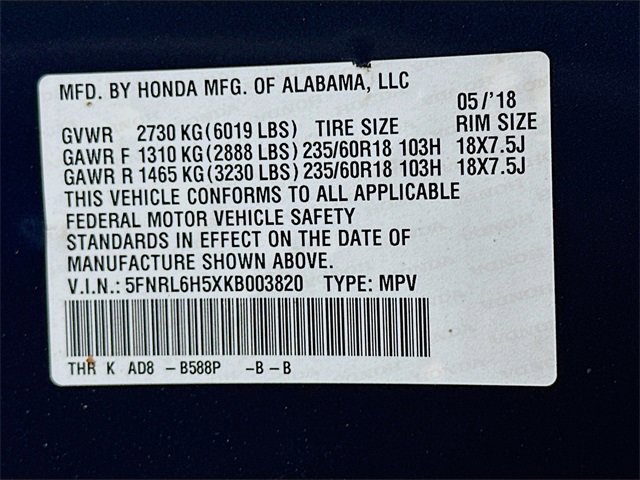 MFD. BY HONDA MFG. OF ALABAMA, LLC
05/'18
GVWR 2730 KG(6019 LBS) TIRE SIZE RIM SIZE
GAWR F 1310 KG(2888 LBS) 235/60R18 103H 18X7.5J
GAWR R 1465 KG(3230 LBS) 235/60R18 103H 18X7.5J
THIS VEHICLE CONFORMS TO ALL APPLICABLE
FEDERAL MOTOR VEHICLE SAFETY
STANDARDS IN EFFECT ON THE DATE OF
MANUFACTURE SHOWN ABOVE.
V.I.N.: 5FNRL6H5XKB003820 TYPE: MPV
THR K AD8 -B588P -B-B